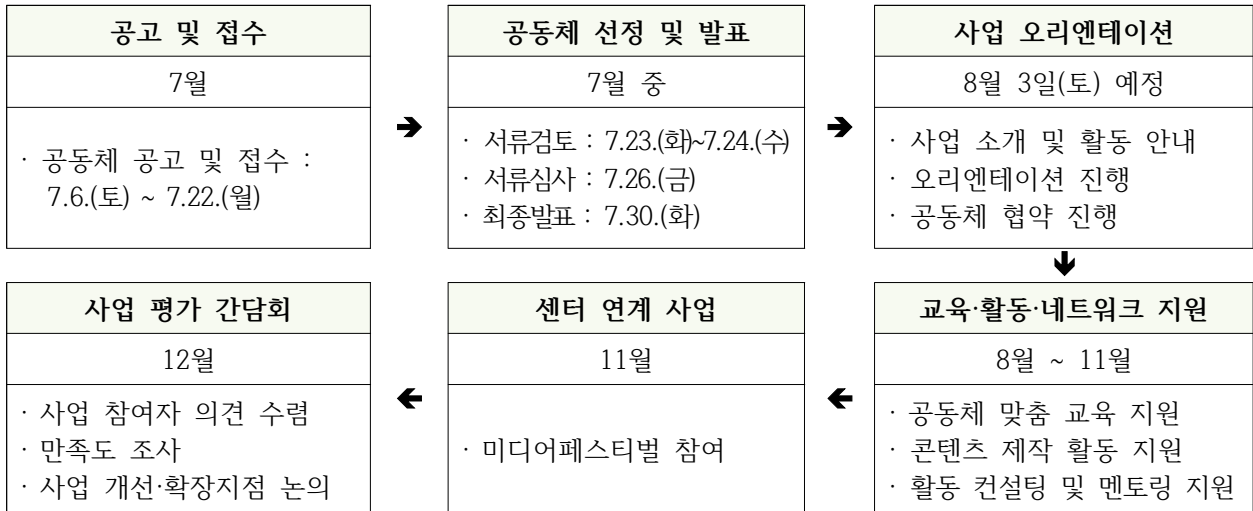 공고 및 접수
7월
· 공동체 공고 및 접수 :
7.6.(토) ~ 7.22.(월)
➔
공동체 선정 및 발표
7월 중
· 서류검토 : 7.23.(화)~7.24.(수)
· 서류심사 : 7.26.(금)
· 최종발표 : 7.30.(화)
➔
사업 오리엔테이션
8월 3일(토) 예정
· 사업 소개 및 활동 안내
· 오리엔테이션 진행
· 공동체 협약 진행
🡻
교육·활동·네트워크 지원
8월 ~ 11월
· 공동체 맞춤 교육 지원
· 콘텐츠 제작 활동 지원
· 활동 컨설팅 및 멘토링 지원
🡸
센터 연계 사업
11월
· 미디어페스티벌 참여
🡸
사업 평가 간담회
12월
· 사업 참여자 의견 수렴
· 만족도 조사
· 사업 개선·확장지점 논의